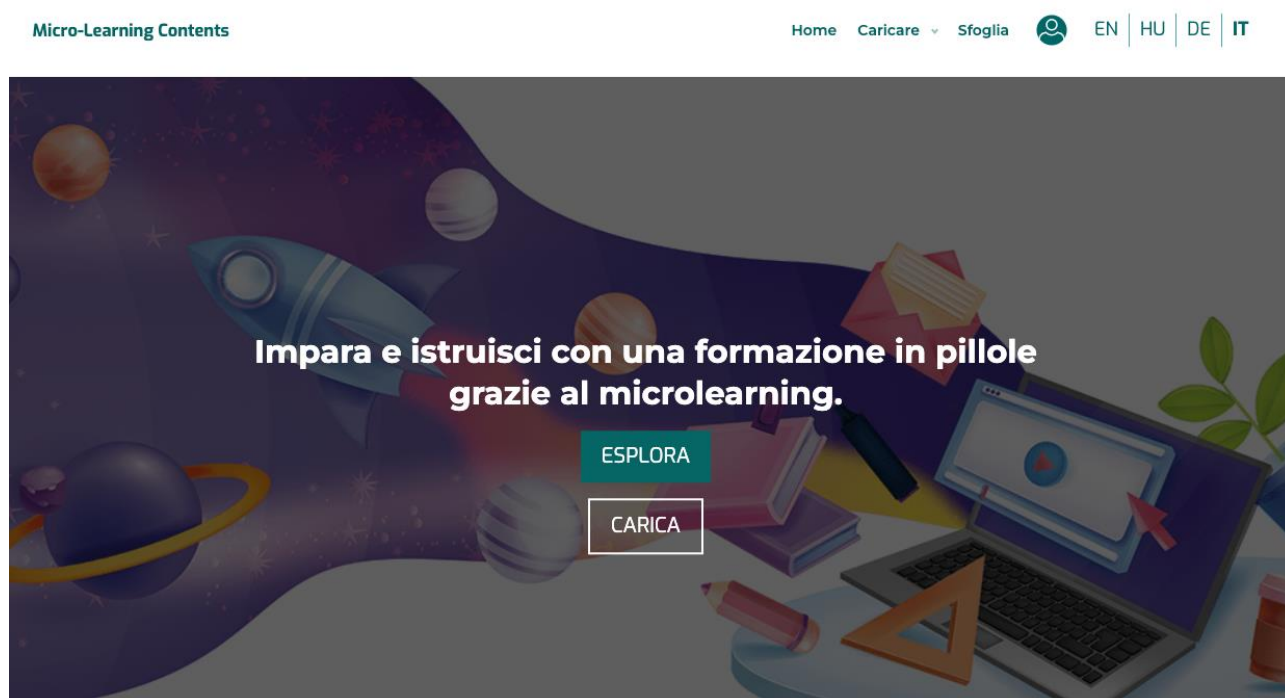 Micro-Learning Contents
Home Caricare Sfoglia EN HU DE IT
Impara e istruisci con una formazione in pillole
grazie al microlearning.
ESPLORA
CARICA